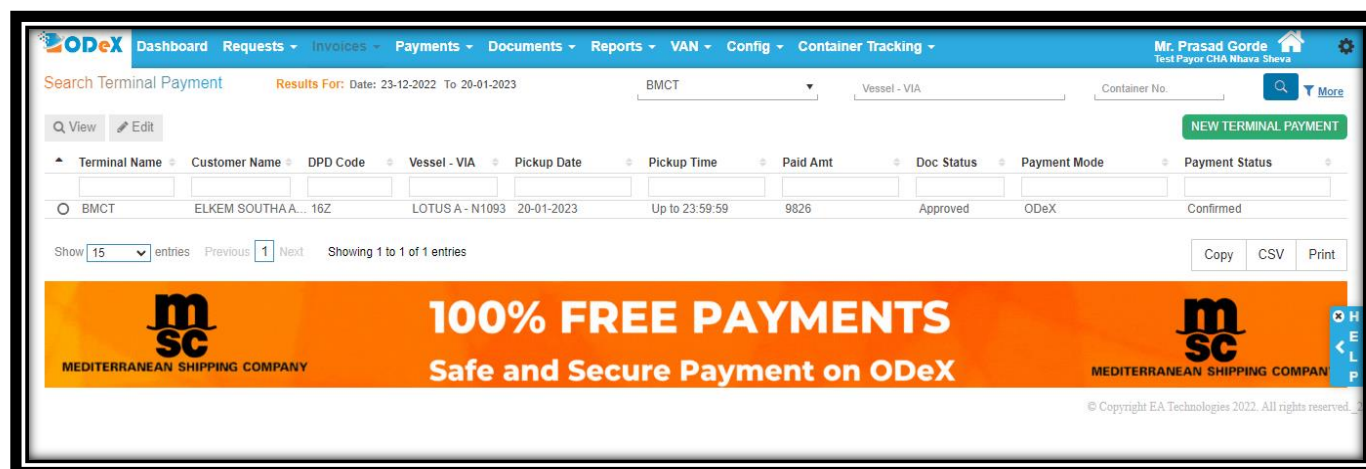 ODeX Dashboard Requests Invoices Payments Documents Reports VAN Config Container Tracking Mr. Prasad Gorde
Test Payor CHA Nhava Sheva
Search Terminal Payment Results For: Date: 23-12-2022 To 20-01-2023 BMCT Vessel - VIA Container No. More
View Edit NEW TERMINAL PAYMENT
Terminal Name Customer Name DPD Code Vessel - VIA Pickup Date Pickup Time Paid Amt Doc Status Payment Mode Payment Status
BMCT ELKEM SOUTHA A... 16Z LOTUS A - N1093 20-01-2023 Up to 23:59:59 9826 Approved ODeX Confirmed
Show 15 entries Previous 1 Next Showing 1 to 1 of 1 entries Copy CSV Print
msc
MEDITERRANEAN SHIPPING COMPANY
100% FREE PAYMENTS
Safe and Secure Payment on ODeX
msc
MEDITERRANEAN SHIPPING COMPAN
HELP
© Copyright EA Technologies 2022. All rights reserved._2